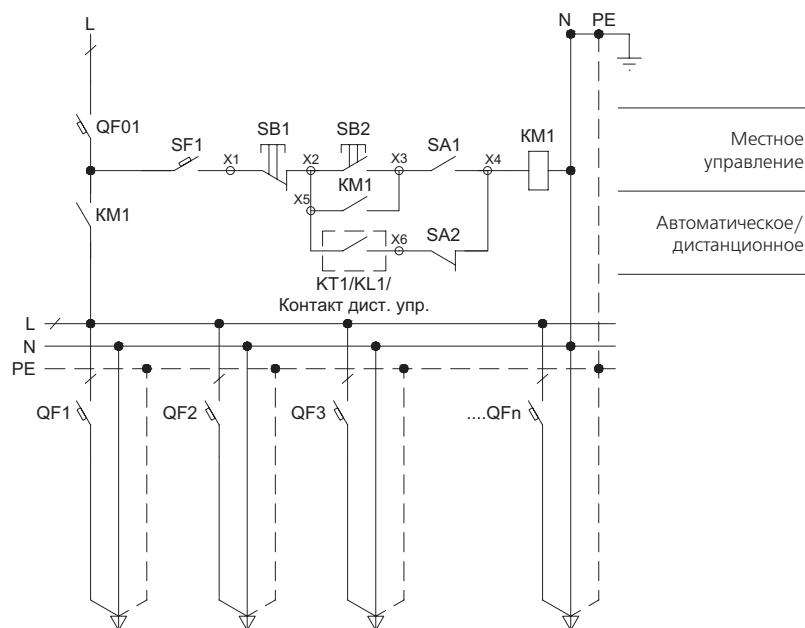 L
N PE
QF01
SF1
X1
SB1
X2
SB2
X3
SA1
X4
KM1
Местное
управление
KM1
X5
KM1
X6
SA2
Автоматическое/
дистанционное
KT1/KL1/
Контакт дист. упр.
L
N
PE
QF1
QF2
QF3
....QFn